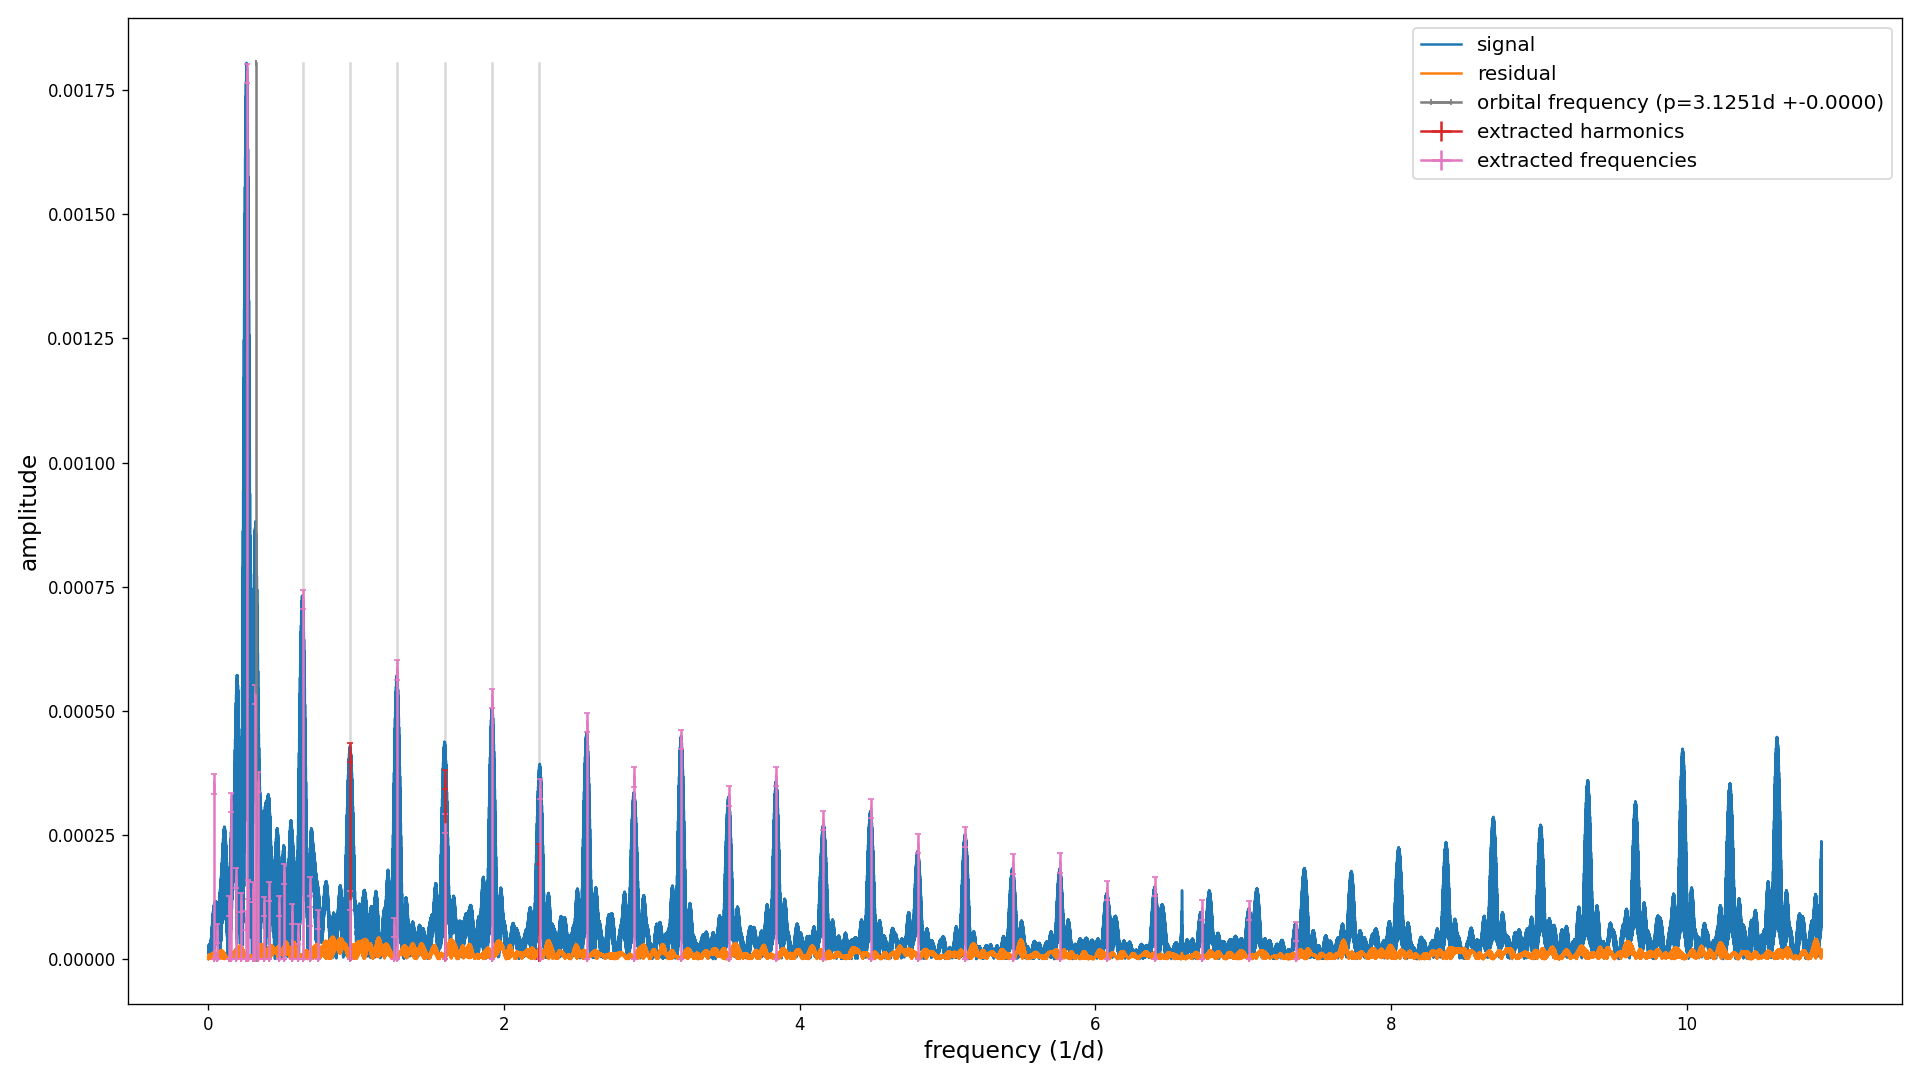 signal
residual
orbital frequency (p=3.1251d +-0.0000)
extracted harmonics
extracted frequencies
0.00175
0.00150
0.00125
0.00100
0.00075
0.00050
0.00025
0.00000
amplitude
0 2 4 6 8 10
frequency (1/d)